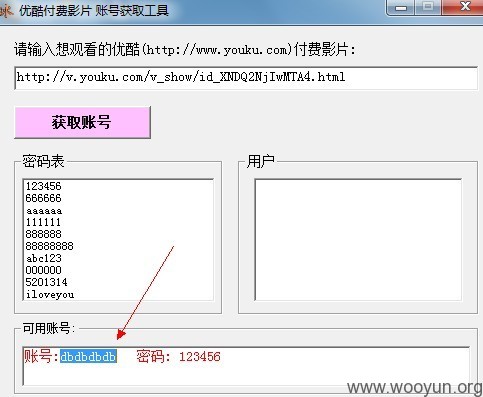 优酷付费影片 账号获取工具
请输入想观看的优酷(http://www.youku.com)付费影片:
http://v.youku.com/v_show/id_XNDQ2NjIwMTA4.html
获取账号
密码表
用户
123456
666666
aaaaaa
111111
888888
88888888
abc123
000000
5201314
iloveyou
可用账号:
账号:dbdbdbdb 密码: 123456
www.wooyun.org